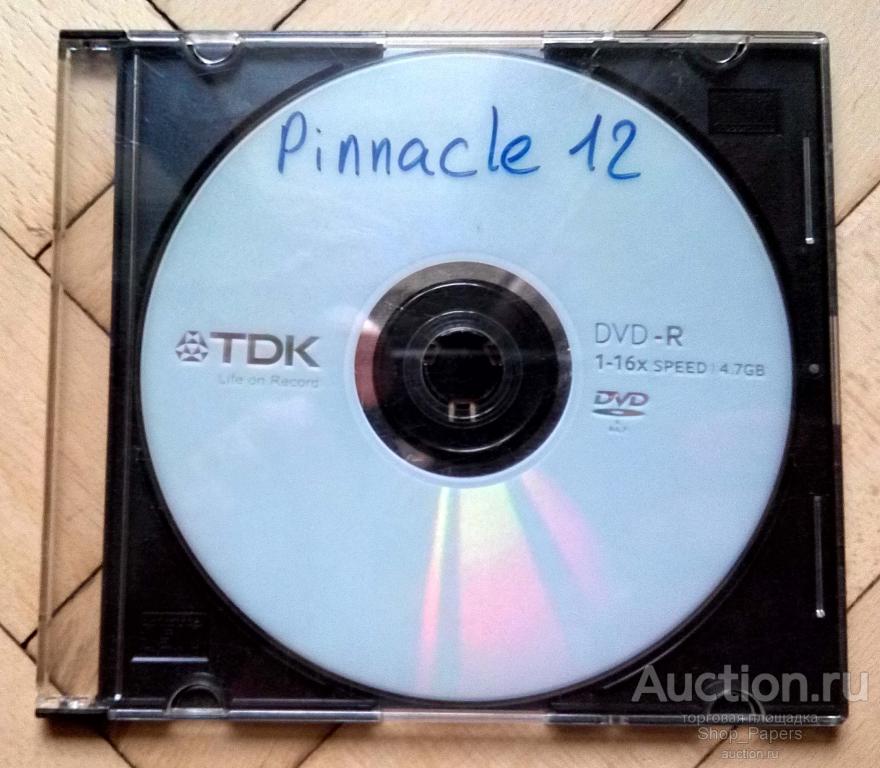 Pinnacle 12
TDK
Life on Record
DVD-R
1-16x SPEED | 4.7GB
DVD
R
Auction.ru
торговая площадка
Shop_Papers
auction.ru